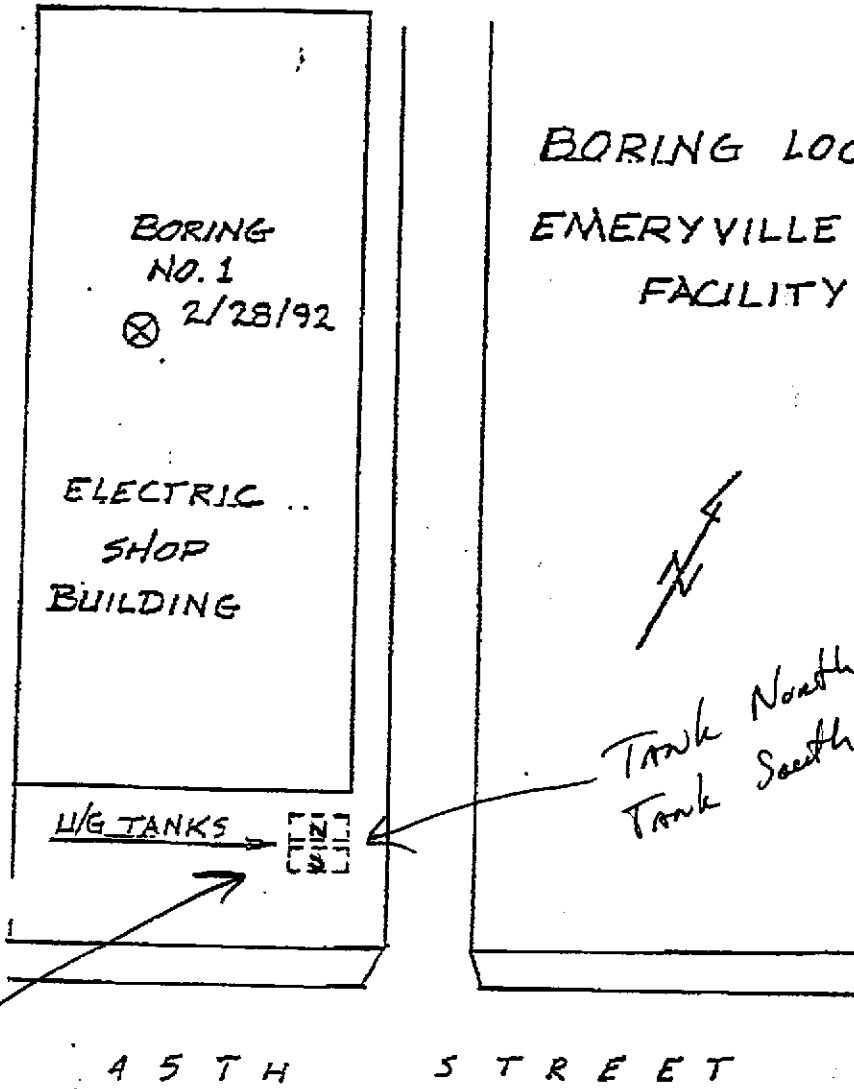 BORING LOC
EMERYVILLE
FACILITY
BORING
NO. 1
2/28/92
ELECTRIC
SHOP
BUILDING
N
Tank North
Tank South
U/G TANKS
N
45TH STREET